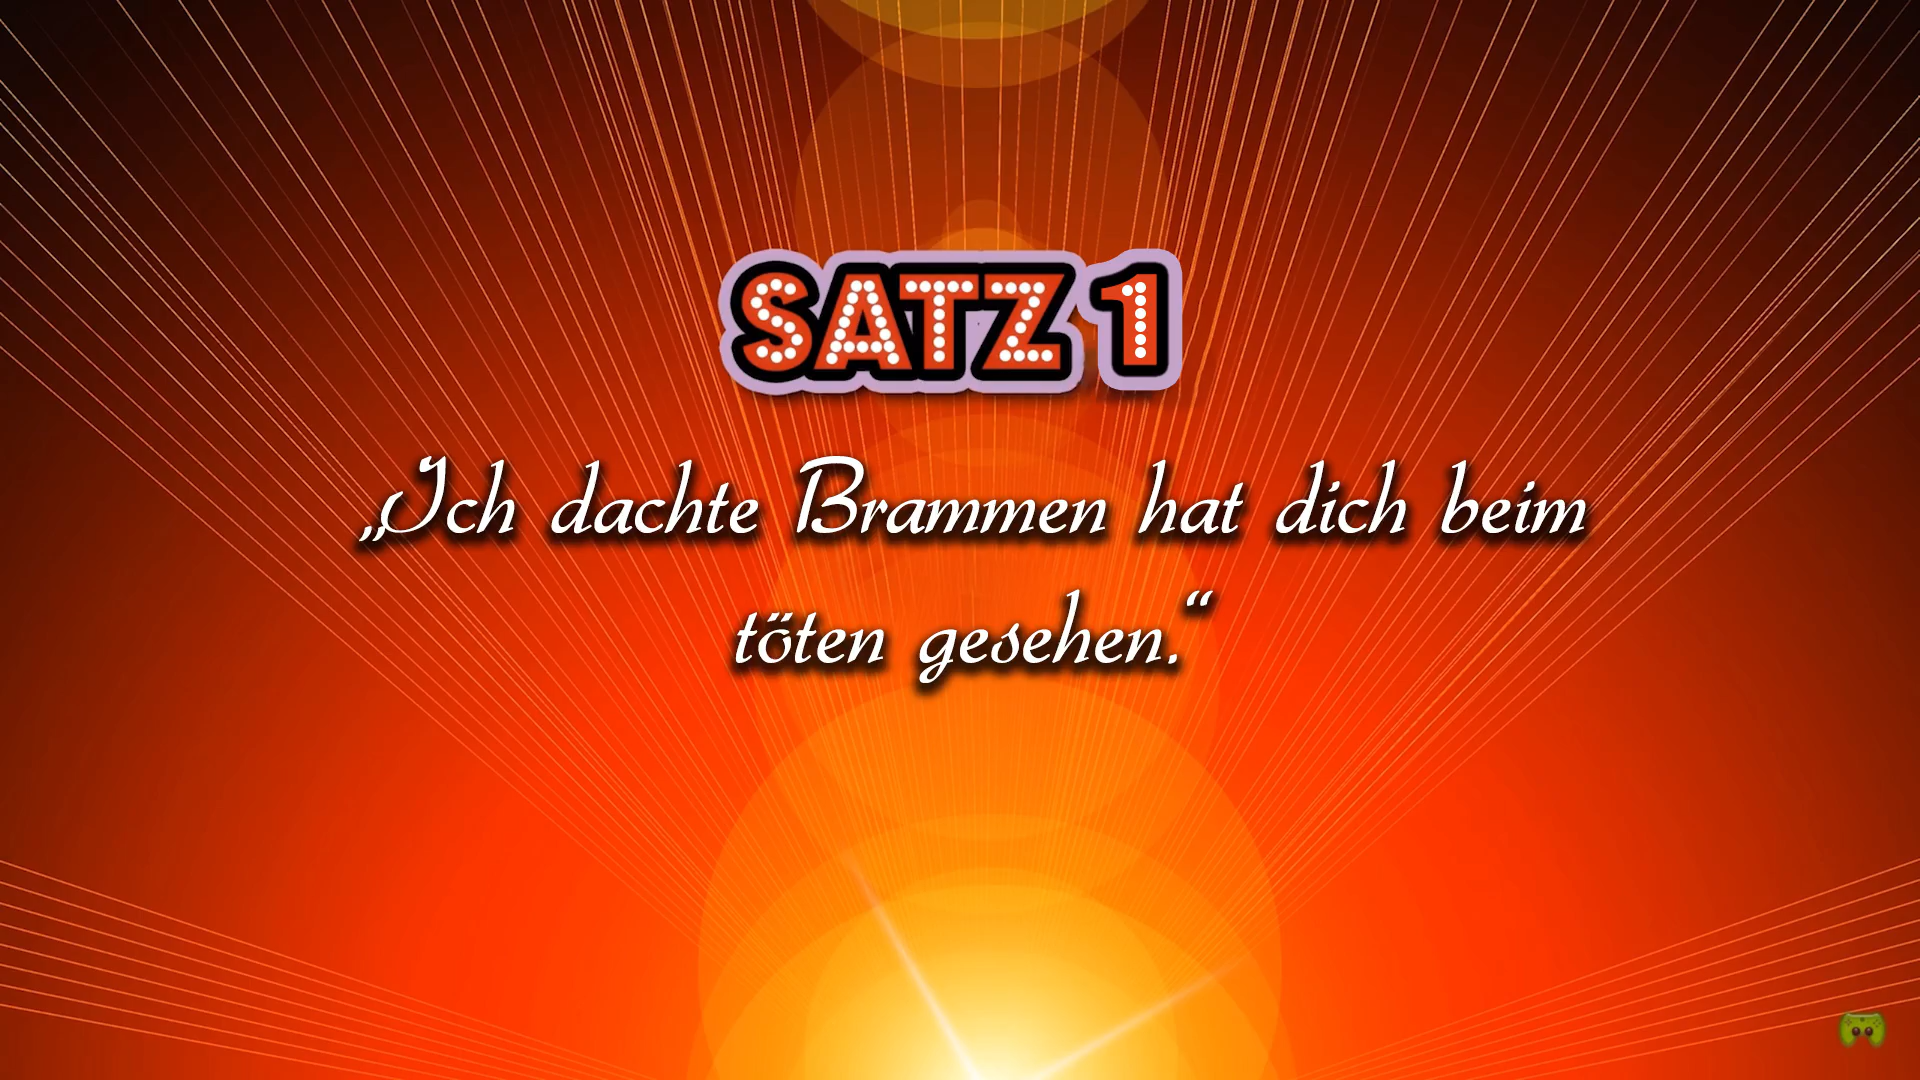 SATZ 1
„Ich dachte Brammen hat dich beim
töten gesehen.“